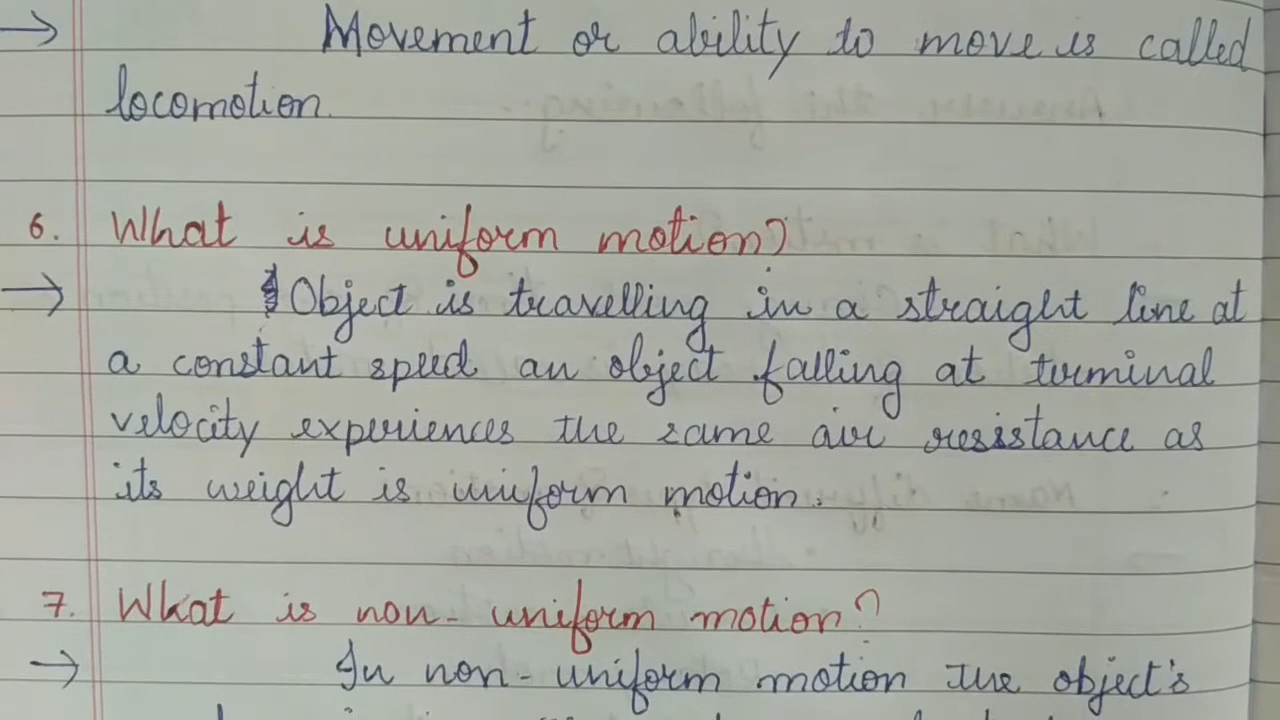 → Movement or ability to move is called
locomotion.
6. What is uniform motion?
→ Object is travelling in a straight line at
a constant speed an object falling at terminal
velocity experiences the same air resistance as
its weight is uniform motion.
7. What is non-uniform motion?
→ In non-uniform motion the object's